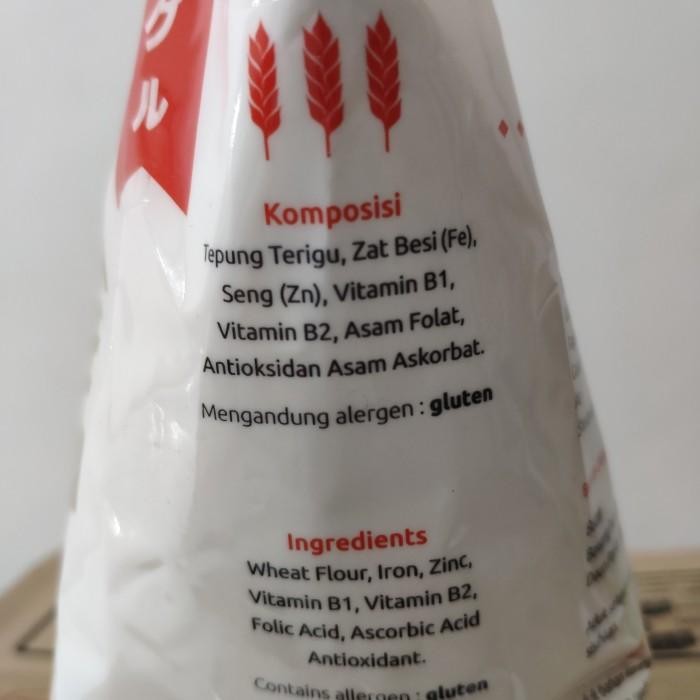 ル
Komposisi
Tepung Terigu, Zat Besi (Fe),
Seng (Zn), Vitamin B1,
Vitamin B2, Asam Folat,
Antioksidan Asam Askorbat.
Mengandung alergen : gluten
Ingredients
Wheat Flour, Iron, Zinc,
Vitamin B1, Vitamin B2,
Folic Acid, Ascorbic Acid
Antioxidant.
Contains allergen : gluten